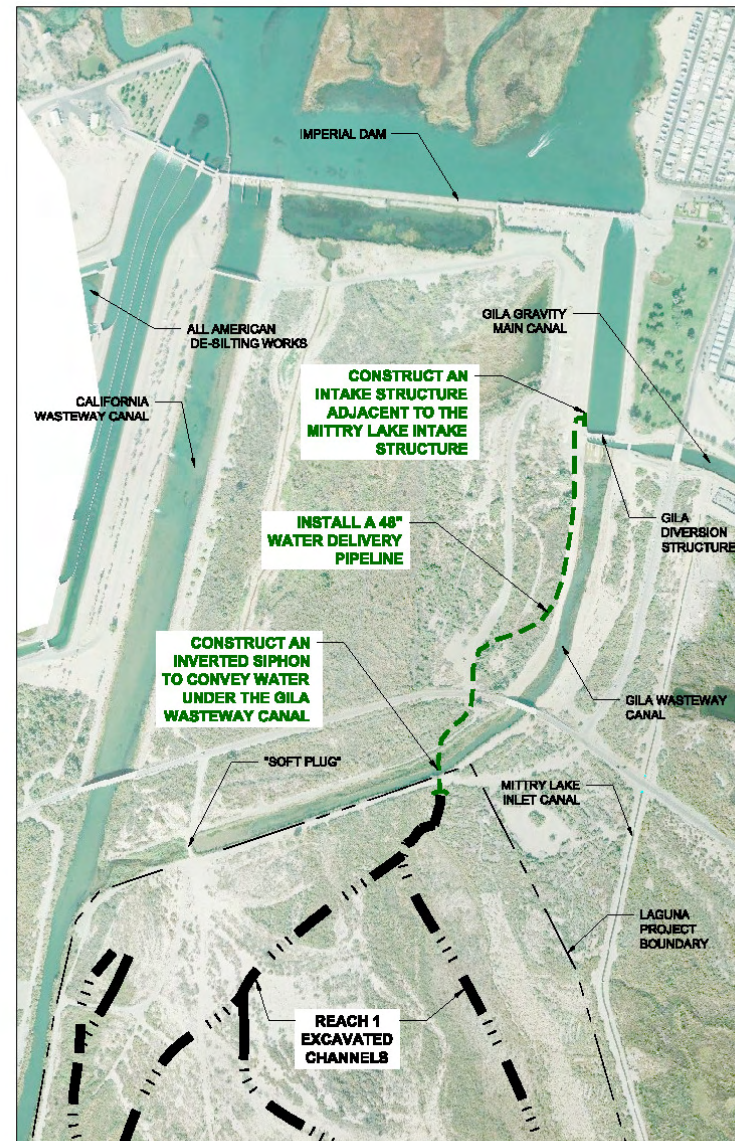 IMPERIAL DAM
ALL AMERICAN
DE-SILTING WORKS
GILA GRAVITY
MAIN CANAL
CALIFORNIA
WASTEWAY CANAL
CONSTRUCT AN
INTAKE STRUCTURE
ADJACENT TO THE
MITTRY LAKE INTAKE
STRUCTURE
INSTALL A 48"
WATER DELIVERY
PIPELINE
GILA
DIVERSION
STRUCTURE
CONSTRUCT AN
INVERTED SIPHON
TO CONVEY WATER
UNDER THE GILA
WASTEWAY CANAL
GILA WASTEWAY
CANAL
"SOFT PLUG"
MITTRY LAKE
INLET CANAL
LAGUNA
PROJECT
BOUNDARY
REACH 1
EXCAVATED
CHANNELS